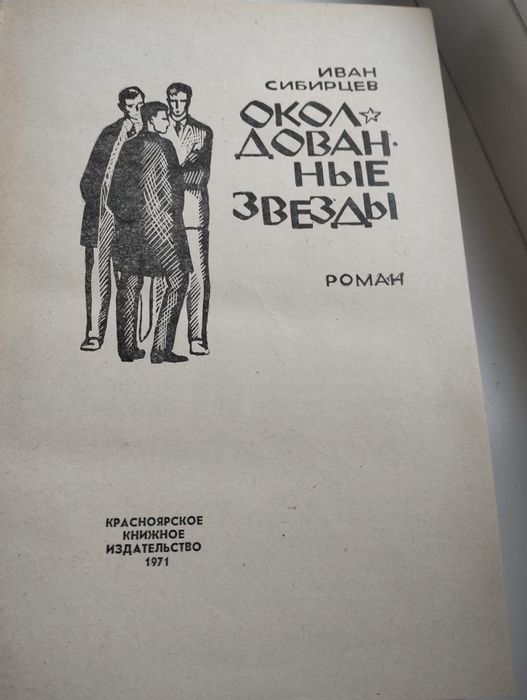 ИВАН
СИБИРЦЕВ
ОКОЛ-
ДОВАН-
НЫЕ
ЗВЕЗДЫ
РОМАН
КРАСНОЯРСКОЕ
КНИЖНОЕ
ИЗДАТЕЛЬСТВО
1971